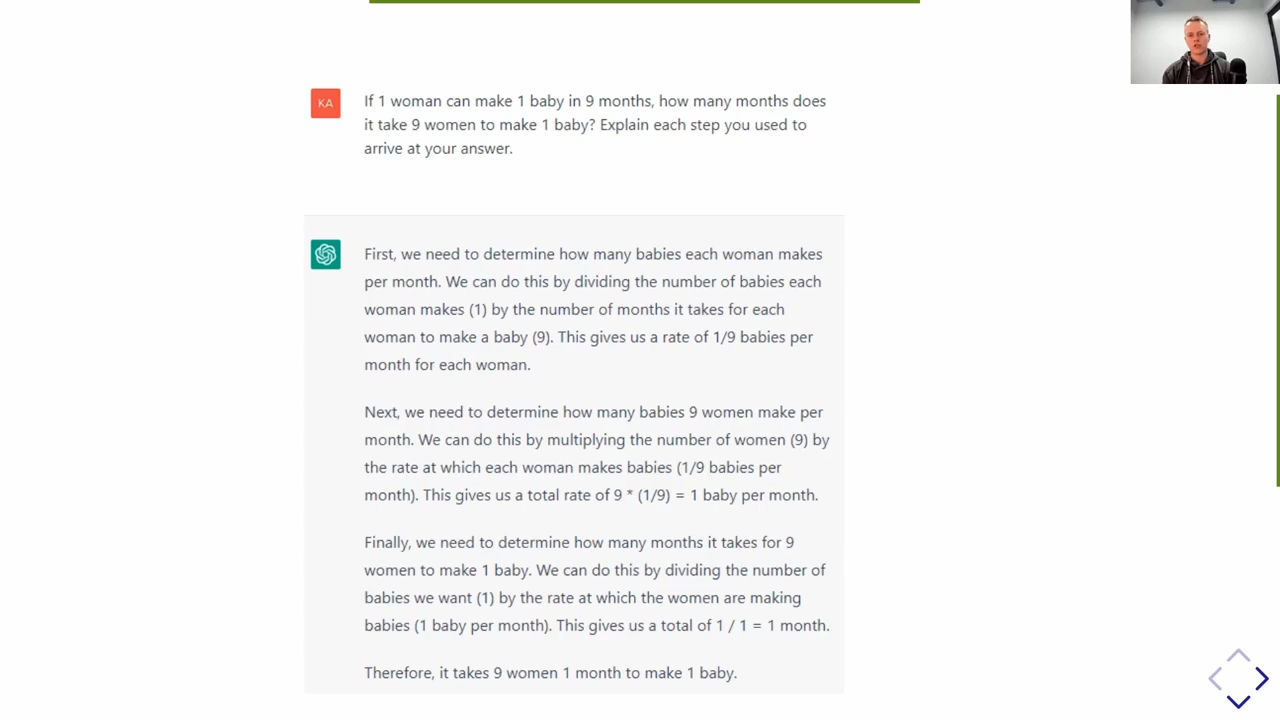 KA
If 1 woman can make 1 baby in 9 months, how many months does
it take 9 women to make 1 baby? Explain each step you used to
arrive at your answer.
First, we need to determine how many babies each woman makes
per month. We can do this by dividing the number of babies each
woman makes (1) by the number of months it takes for each
woman to make a baby (9). This gives us a rate of 1/9 babies per
month for each woman.
Next, we need to determine how many babies 9 women make per
month. We can do this by multiplying the number of women (9) by
the rate at which each woman makes babies (1/9 babies per
month). This gives us a total rate of 9 * (1/9) = 1 baby per month.
Finally, we need to determine how many months it takes for 9
women to make 1 baby. We can do this by dividing the number of
babies we want (1) by the rate at which the women are making
babies (1 baby per month). This gives us a total of 1 / 1 = 1 month.
Therefore, it takes 9 women 1 month to make 1 baby.